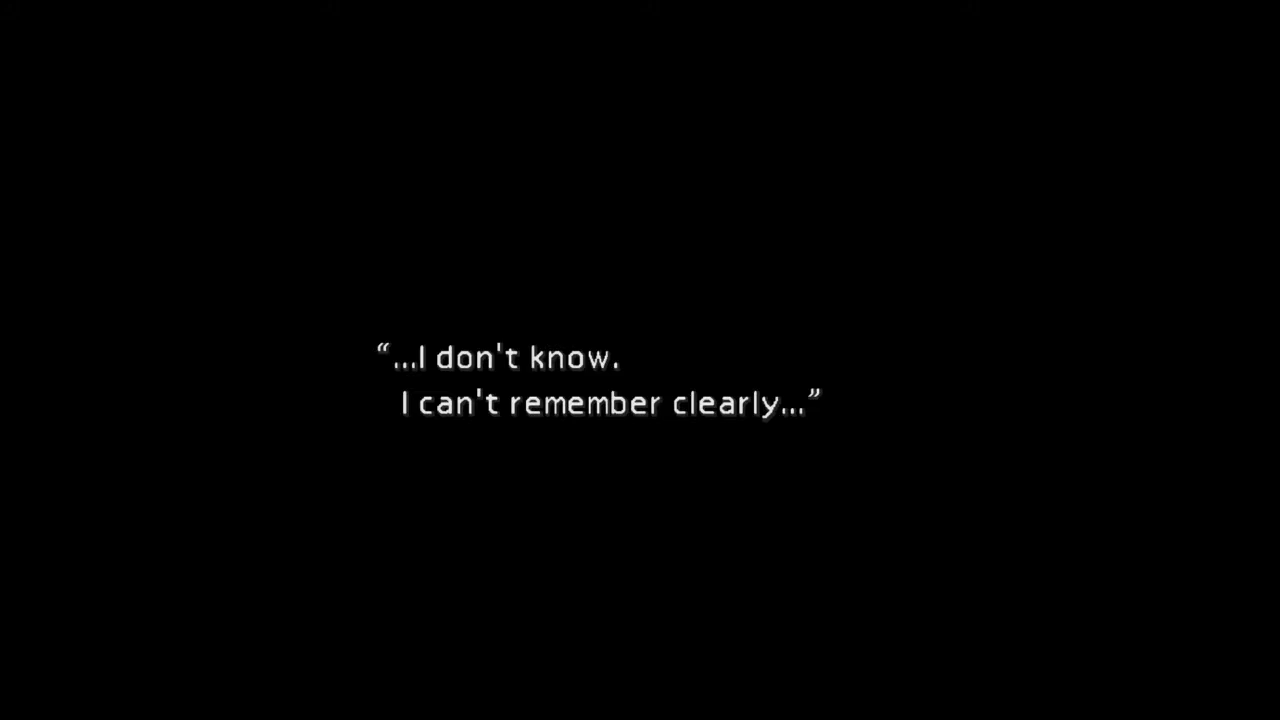 “...I don't know.
I can't remember clearly...”